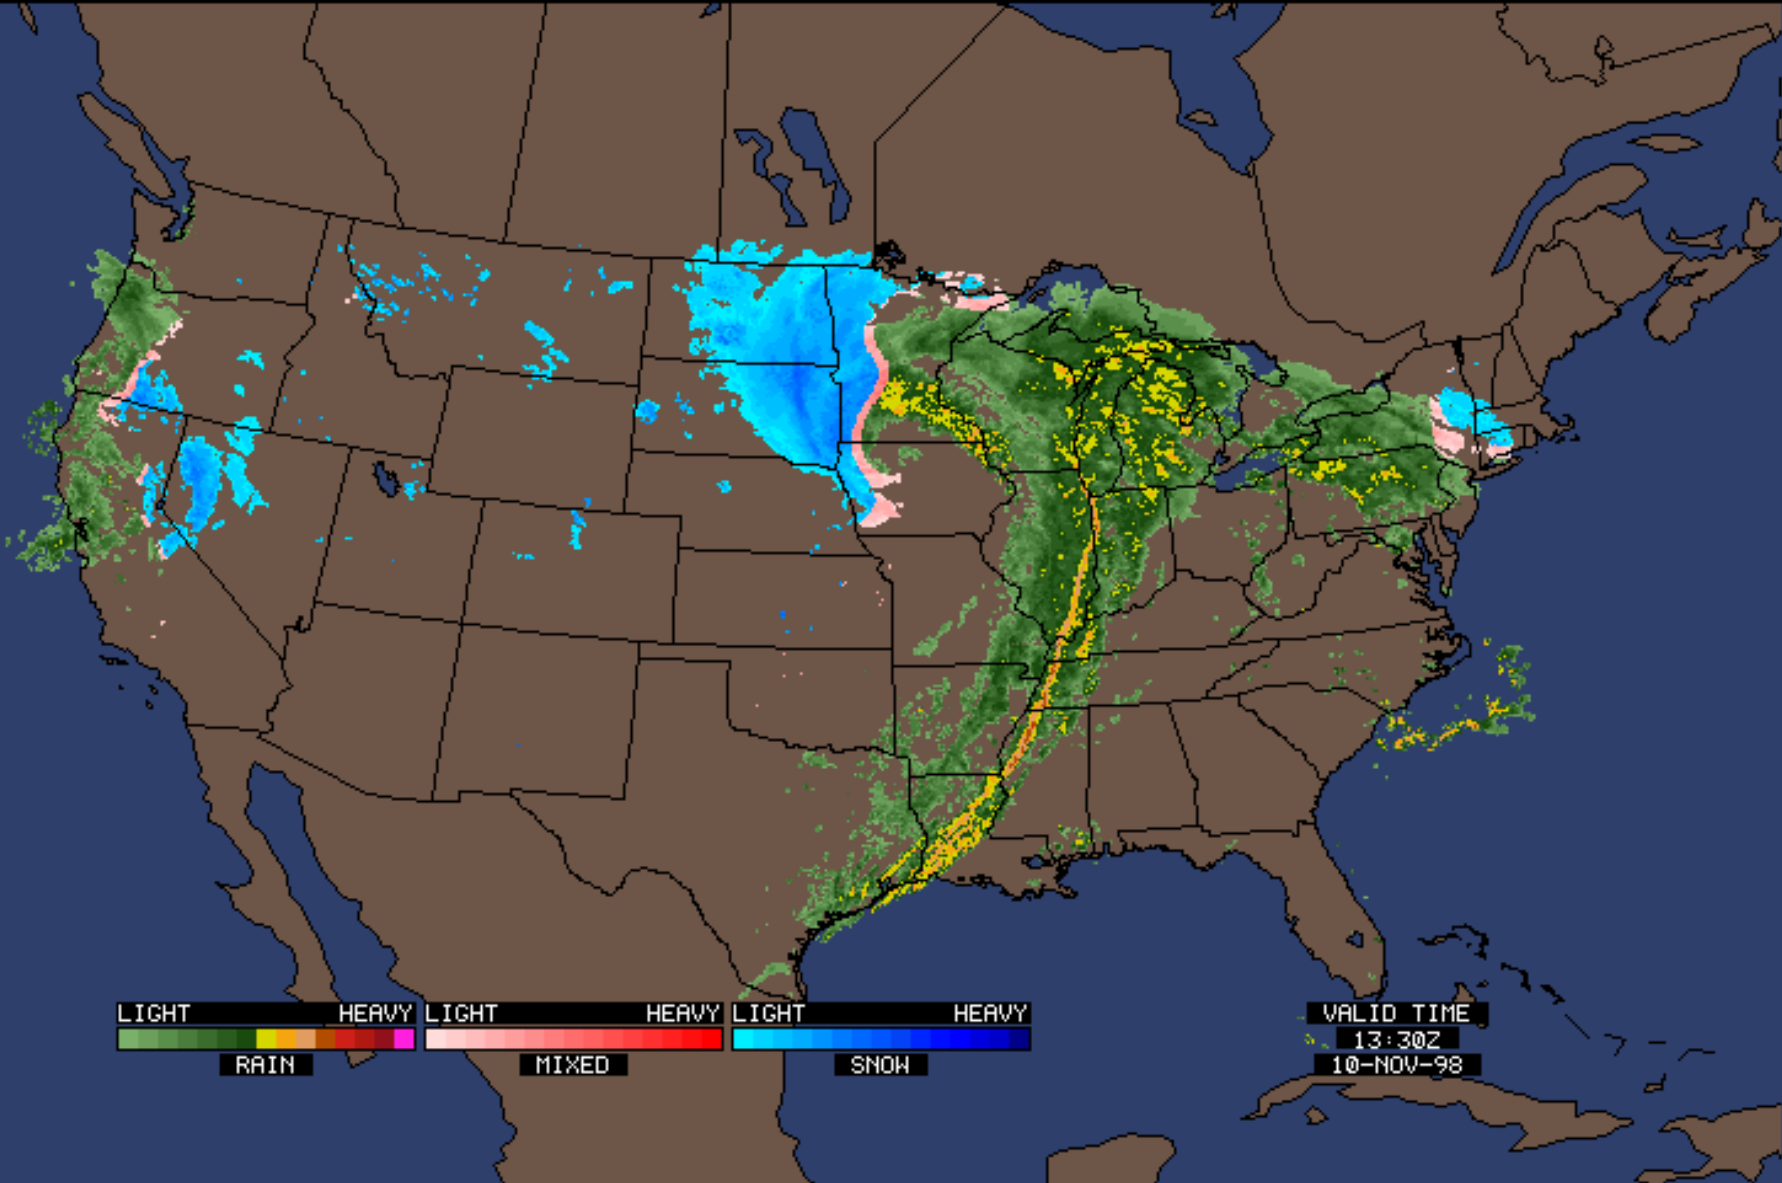 LIGHT HEAVY LIGHT HEAVY LIGHT HEAVY
RAIN MIXED SNOW
VALID TIME
13:30Z
10-NOV-98